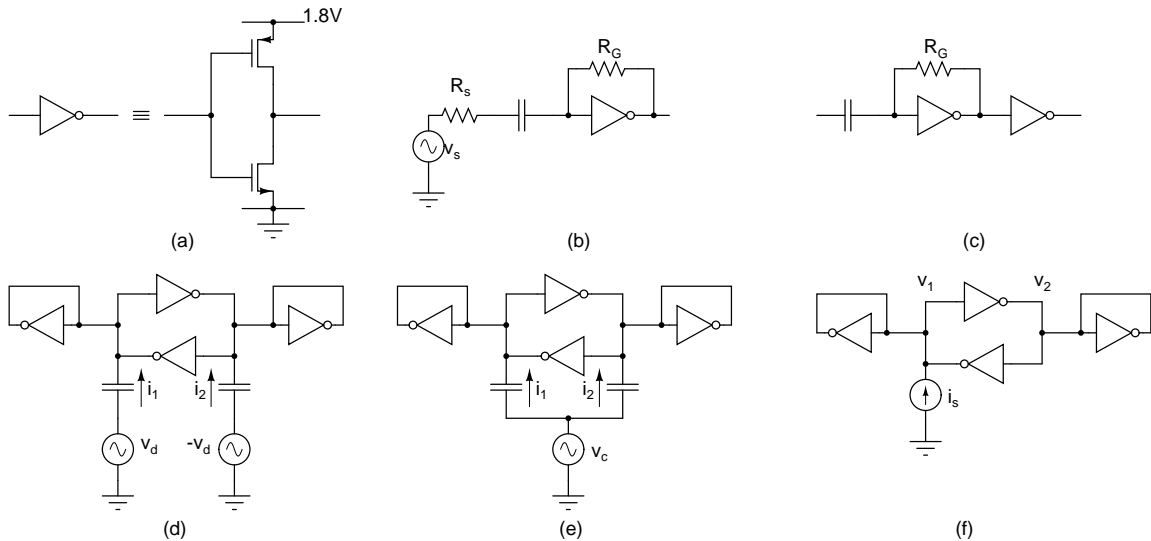 1.8V
(a)
R_s
v_s
R_G
(b)
R_G
(c)
i_1
i_2
v_d
-v_d
(d)
i_1
i_2
v_c
(e)
v_1
v_2
i_s
(f)